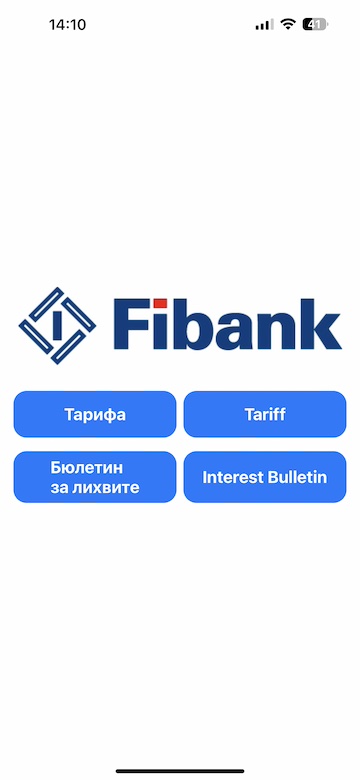 14:10
41
Fibank
Тарифа
Tariff
Бюлетин
за лихвите
Interest Bulletin